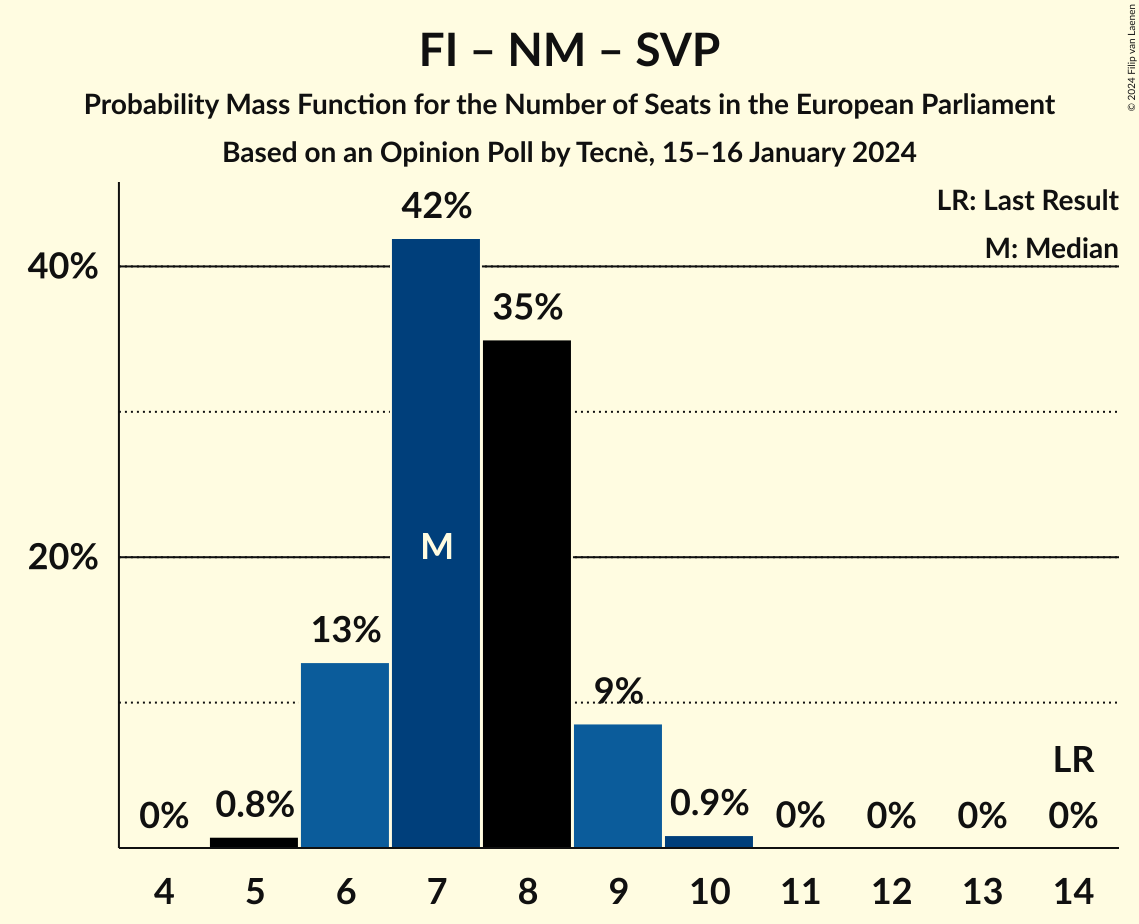 FI – NM – SVP
Probability Mass Function for the Number of Seats in the European Parliament
Based on an Opinion Poll by Tecnè, 15–16 January 2024
© 2024 Filip van Laenen
LR: Last Result
M: Median
42%
40%
35%
M
20%
13%
9%
LR
0% 0.8% 0.9% 0% 0% 0% 0%
4 5 6 7 8 9 10 11 12 13 14